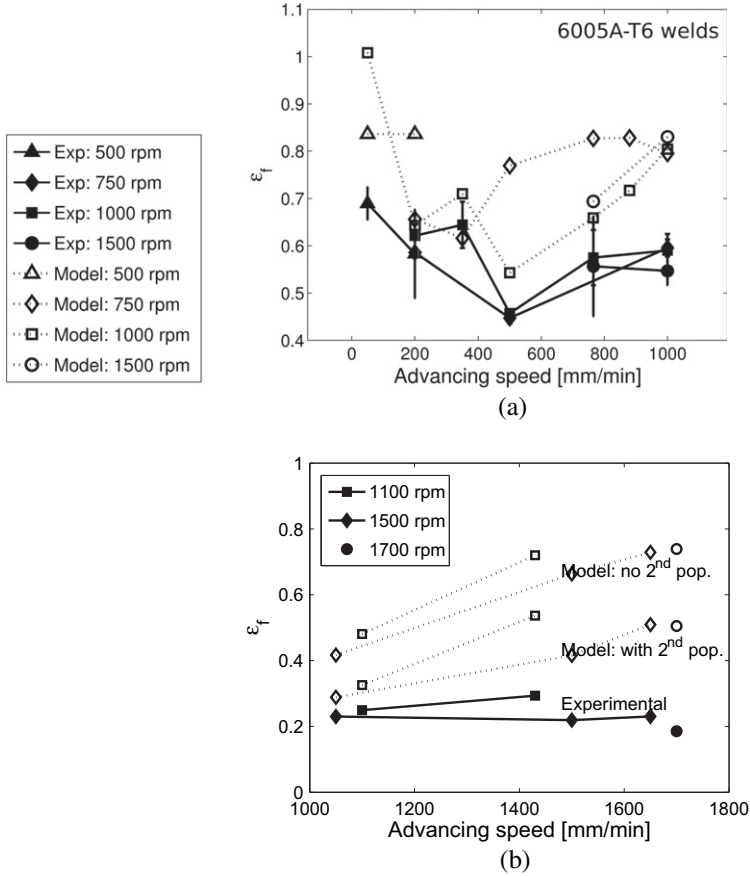 1.1
1
0.9
0.8
0.7
0.6
0.5
0.4
εf
6005A-T6 welds
Exp: 500 rpm
Exp: 750 rpm
Exp: 1000 rpm
Exp: 1500 rpm
Model: 500 rpm
Model: 750 rpm
Model: 1000 rpm
Model: 1500 rpm
0 200 400 600 800 1000
Advancing speed [mm/min]
(a)
1
0.8
0.6
0.4
0.2
0
εf
1100 rpm
1500 rpm
1700 rpm
Model: no 2nd pop.
Model: with 2nd pop.
Experimental
1000 1200 1400 1600 1800
Advancing speed [mm/min]
(b)